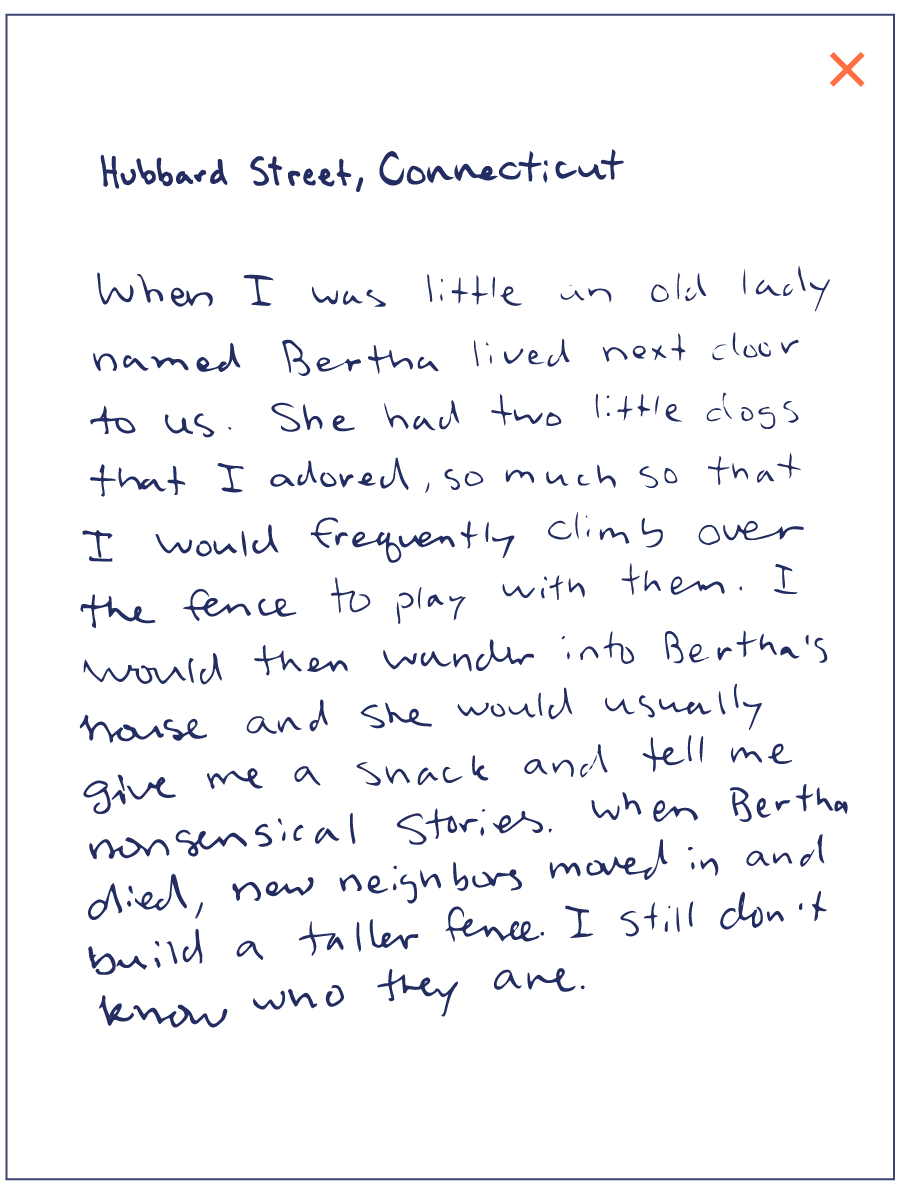 Hubbard Street, Connecticut
When I was little an old lady
named Bertha lived next door
to us. She had two little dogs
that I adored, so much so that
I would frequently climb over
the fence to play with them. I
would then wander into Bertha's
house and she would usually
give me a snack and tell me
nonsensical stories. When Bertha
died, new neighbors moved in and
build a taller fence. I still don't
know who they are.